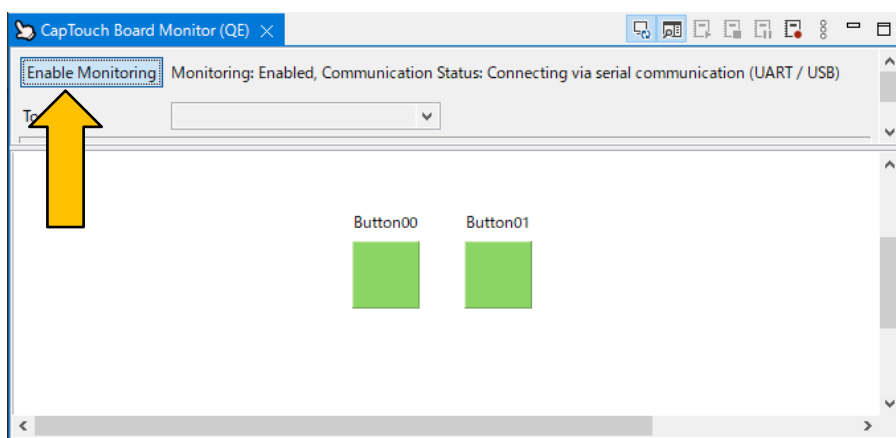 CapTouch Board Monitor (QE)
Enable Monitoring Monitoring: Enabled, Communication Status: Connecting via serial communication (UART / USB)
Button00 Button01